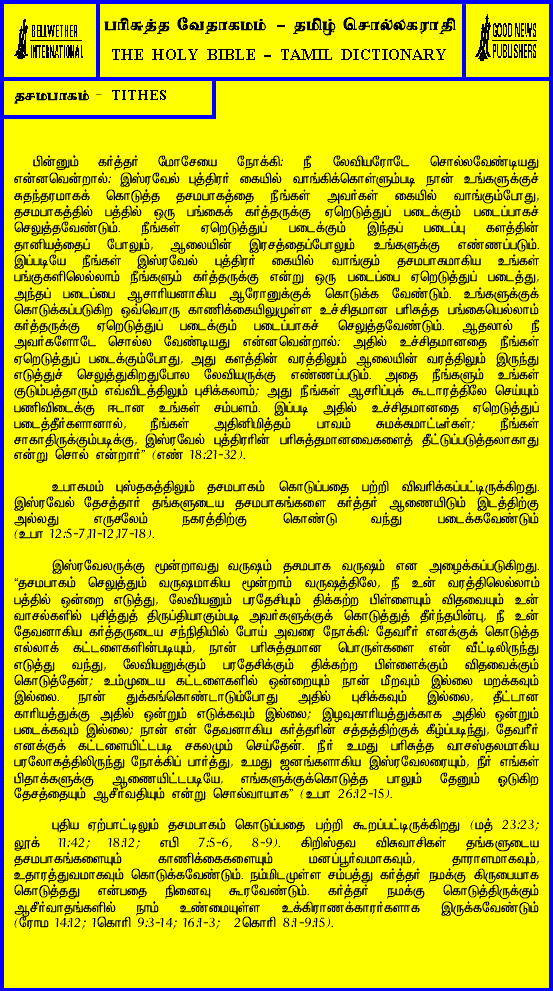 BELLWETHER
INTERNATIONAL
பரிசுத்த வேதாகமம் - தமிழ் சொல்லகராதி
THE HOLY BIBLE - TAMIL DICTIONARY
GOOD NEWS
PUBLISHERS
தசமபாகம் - TITHES
பின்னும் கர்த்தர் மோசேயை நோக்கி: நீ லேவியரோடே சொல்லவேண்டியது
என்னவென்றால்: இஸ்ரவேல் புத்திரர் கையில் வாங்கிக்கொள்ளும்படி நான் உங்களுக்குச்
சுதந்தரமாகக் கொடுத்த தசமபாகத்தை நீங்கள் அவர்கள் கையில் வாங்கும்போது,
தசமபாகத்தில் பத்தில் ஒரு பங்கைக் கர்த்தருக்கு ஏறெடுத்துப் படைக்கும் படைப்பாகச்
செலுத்தவேண்டும். நீங்கள் ஏறெடுத்துப் படைக்கும் இந்தப் படைப்பு களத்தின்
தானியத்தைப் போலும், ஆலையின் இரசத்தைப்போலும் உங்களுக்கு எண்ணப்படும்.
இப்படியே நீங்கள் இஸ்ரவேல் புத்திரர் கையில் வாங்கும் தசமபாகமாகிய உங்கள்
பங்குகளிலெல்லாம் நீங்களும் கர்த்தருக்கு என்று ஒரு படைப்பை ஏறெடுத்துப் படைத்து,
அந்தப் படைப்பை ஆசாரியனாகிய ஆரோனுக்குக் கொடுக்க வேண்டும். உங்களுக்குக்
கொடுக்கப்படுகிற ஒவ்வொரு காணிக்கையிலுமுள்ள உச்சிதமான பரிசுத்த பங்கையெல்லாம்
கர்த்தருக்கு ஏறெடுத்துப் படைக்கும் படைப்பாகச் செலுத்தவேண்டும். ஆதலால் நீ
அவர்களோடே சொல்ல வேண்டியது என்னவென்றால்: அதில் உச்சிதமானதை நீங்கள்
ஏறெடுத்துப் படைக்கும்போது, அது களத்தின் வரத்திலும் ஆலையின் வரத்திலும் இருந்து
எடுத்துச் செலுத்துகிறதுபோல லேவியருக்கு எண்ணப்படும். அதை நீங்களும் உங்கள்
குடும்பத்தாரும் எவ்விடத்திலும் புசிக்கலாம்; அது நீங்கள் ஆசரிப்புக் கூடாரத்திலே செய்யும்
பணிவிடைக்கு ஈடான உங்கள் சம்பளம். இப்படி அதில் உச்சிதமானதை ஏறெடுத்துப்
படைத்தீர்களானால், நீங்கள் அதினிமித்தம் பாவம் சுமக்கமாட்டீர்கள்; நீங்கள்
சாகாதிருக்கும்படிக்கு, இஸ்ரவேல் புத்திரரின் பரிசுத்தமானவைகளைத் தீட்டுப்படுத்தலாகாது
என்று சொல் என்றார்" (எண் 18:21-32).
உபாகமம் புஸ்தகத்திலும் தசமபாகம் கொடுப்பதை பற்றி விவரிக்கப்பட்டிருக்கிறது.
இஸ்ரவேல் தேசத்தார் தங்களுடைய தசமபாகங்களை கர்த்தர் ஆணையிடும் இடத்திற்கு
அல்லது எருசலேம் நகரத்திற்கு கொண்டு வந்து படைக்கவேண்டும்
(உபா 12:5-7,11-12,17-18).
இஸ்ரவேலருக்கு மூன்றாவது வருஷம் தசமபாக வருஷம் என அழைக்கப்படுகிறது.
"தசமபாகம் செலுத்தும் வருஷமாகிய மூன்றாம் வருஷத்திலே, நீ உன் வரத்திலெல்லாம்
பத்தில் ஒன்றை எடுத்து, லேவியனும் பரதேசியும் திக்கற்ற பிள்ளையும் விதவையும் உன்
வாசல்களில் புசித்துத் திருப்தியாகும்படி அவர்களுக்குக் கொடுத்துத் தீர்ந்தபின்பு, நீ உன்
தேவனாகிய கர்த்தருடைய சந்நிதியில் போய் அவரை நோக்கி: தேவரீர் எனக்குக் கொடுத்த
எல்லாக் கட்டளைகளின்படியும், நான் பரிசுத்தமான பொருள்களை என் வீட்டிலிருந்து
எடுத்து வந்து, லேவியனுக்கும் பரதேசிக்கும் திக்கற்ற பிள்ளைக்கும் விதவைக்கும்
கொடுத்தேன்; உம்முடைய கட்டளைகளில் ஒன்றையும் நான் மீறவும் இல்லை மறக்கவும்
இல்லை. நான் துக்கங்கொண்டாடும்போது அதில் புசிக்கவும் இல்லை, தீட்டான
காரியத்துக்கு அதில் ஒன்றும் எடுக்கவும் இல்லை; இழவுகாரியத்துக்காக அதில் ஒன்றும்
படைக்கவும் இல்லை; நான் என் தேவனாகிய கர்த்தரின் சத்தத்திற்குக் கீழ்ப்படிந்து, தேவரீர்
எனக்குக் கட்டளையிட்டபடி சகலமும் செய்தேன். நீர் உமது பரிசுத்த வாசஸ்தலமாகிய
பரலோகத்திலிருந்து நோக்கிப் பார்த்து, உமது ஜனங்களாகிய இஸ்ரவேலரையும், நீர் எங்கள்
பிதாக்களுக்கு ஆணையிட்டபடியே, எங்களுக்குக்கொடுத்த பாலும் தேனும் ஓடுகிற
தேசத்தையும் ஆசீர்வதியும் என்று சொல்வாயாக" (உபா 26:12-15).
புதிய ஏற்பாட்டிலும் தசமபாகம் கொடுப்பதை பற்றி கூறப்பட்டிருக்கிறது (மத் 23:23;
லூக் 11:42; 18:12; எபி 7:5-6, 8-9). கிறிஸ்தவ விசுவாசிகள் தங்களுடைய
தசமபாகங்களையும் காணிக்கைகளையும் மனப்பூர்வமாகவும், தாராளமாகவும்,
உதாரத்துவமாகவும் கொடுக்கவேண்டும். நம்மிடமுள்ள சம்பத்து கர்த்தர் நமக்கு கிருபையாக
கொடுத்தது என்பதை நினைவு கூரவேண்டும். கர்த்தர் நமக்கு கொடுத்திருக்கும்
ஆசீர்வாதங்களில் நாம் உண்மையுள்ள உக்கிராணக்காரர்களாக இருக்கவேண்டும்
(ரோம 14:12; 1கொரி 9:3-14; 16:1-3; 2கொரி 8:1-9:15).